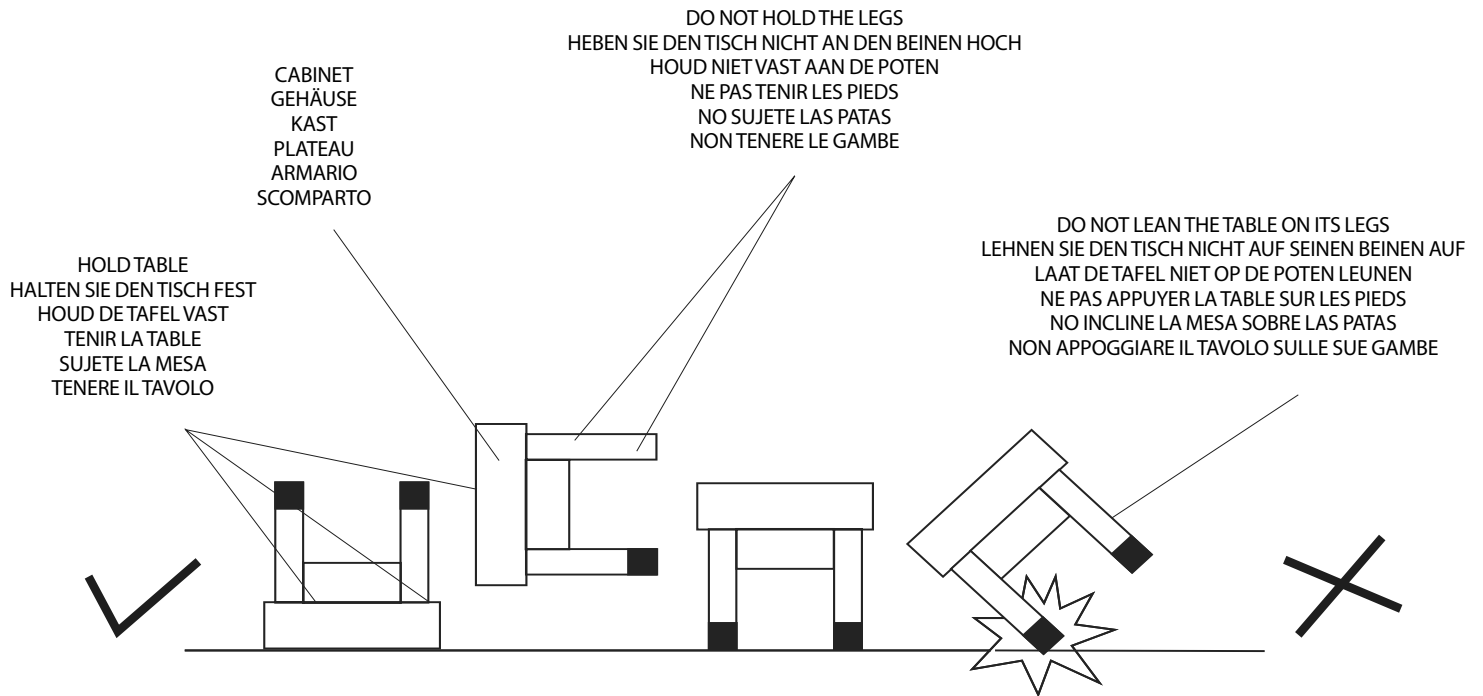 DO NOT HOLD THE LEGS
HEBEN SIE DEN TISCH NICHT AN DEN BEINEN HOCH
HOUD NIET VAST AAN DE POTEN
NE PAS TENIR LES PIEDS
NO SUJETE LAS PATAS
NON TENERE LE GAMBE
CABINET
GEHÄUSE
KAST
PLATEAU
ARMARIO
SCOMPARTO
HOLD TABLE
HALTEN SIE DEN TISCH FEST
HOUD DE TAFEL VAST
TENIR LA TABLE
SUJETE LA MESA
TENERE IL TAVOLO
DO NOT LEAN THE TABLE ON ITS LEGS
LEHNEN SIE DEN TISCH NICHT AUF SEINEN BEINEN AUF
LAAT DE TAFEL NIET OP DE POTEN LEUNEN
NE PAS APPUYER LA TABLE SUR LES PIEDS
NO INCLINE LA MESA SOBRE LAS PATAS
NON APPOGGIARE IL TAVOLO SULLE SUE GAMBE